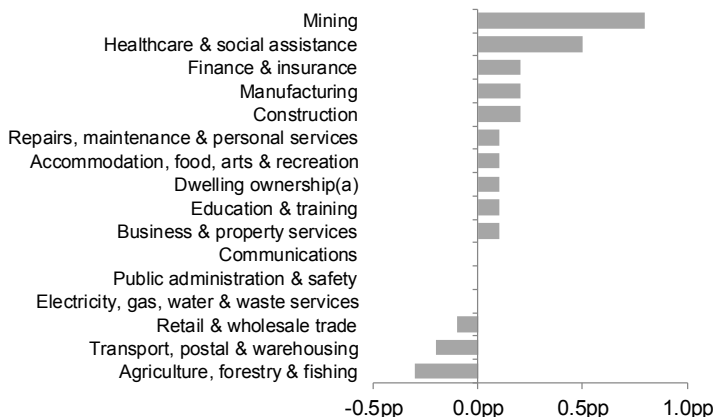 Mining
Healthcare & social assistance
Finance & insurance
Manufacturing
Construction
Repairs, maintenance & personal services
Accommodation, food, arts & recreation
Dwelling ownership(a)
Education & training
Business & property services
Communications
Public administration & safety
Electricity, gas, water & waste services
Retail & wholesale trade
Transport, postal & warehousing
Agriculture, forestry & fishing
-0.5pp 0.0pp 0.5pp 1.0pp